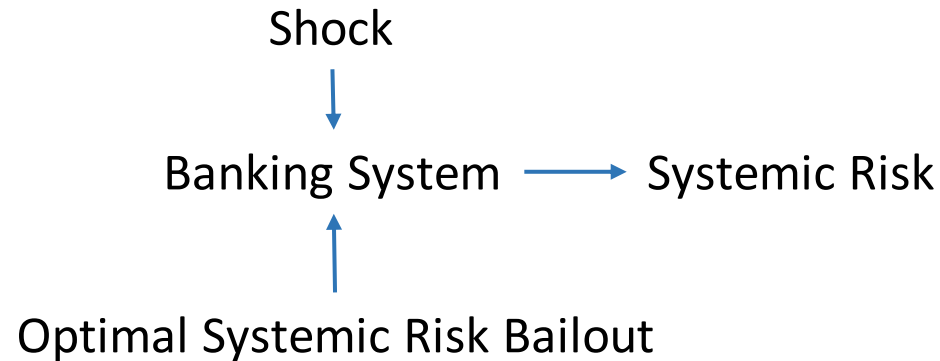 Shock
Banking System
Systemic Risk
Optimal Systemic Risk Bailout